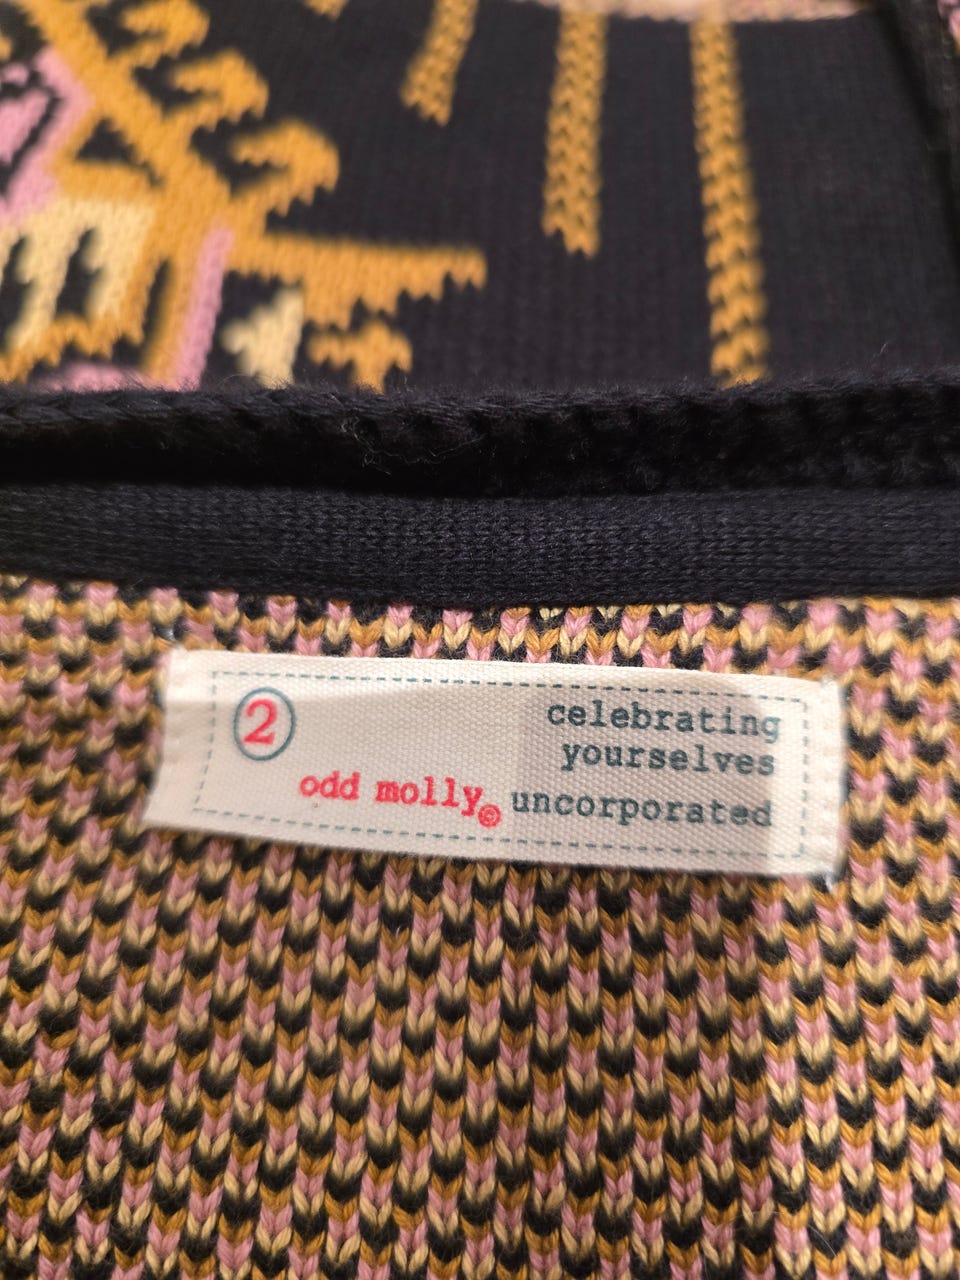 2
odd molly©
celebrating
yourselves
uncorporated